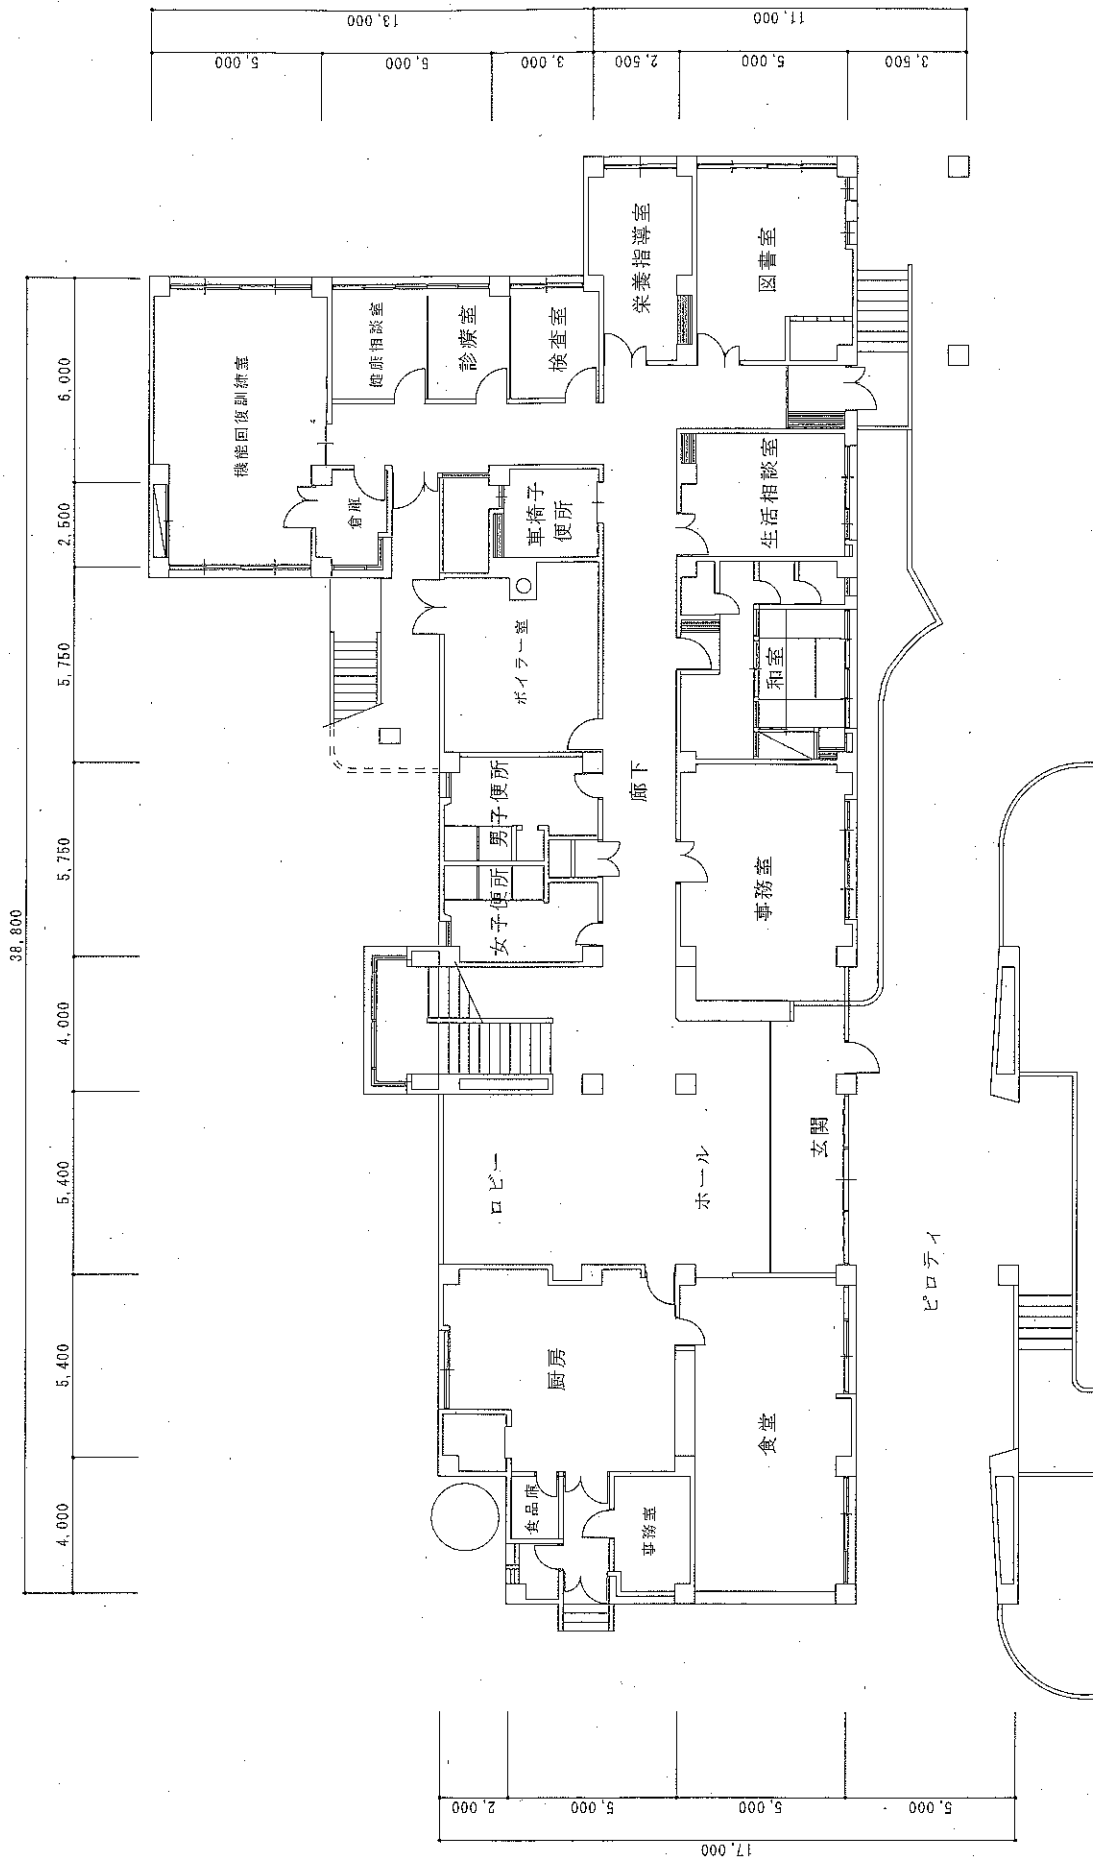 13,000
11,000
5,000
5,000
3,000
2,500
5,000
3,500
38,800
6,000
2,500
5,750
5,750
4,000
5,400
5,400
4,000
機能回復訓練室
健康相談室
診療室
検査室
栄養指導室
図書室
倉庫
車椅子
便所
生活相談室
ボイラー室
和室
男子便所
女子便所
廊下
事務室
ロビー
ホール
玄関
ピロティ
厨房
食堂
食品庫
事務室
2,000
5,000
5,000
5,000
17,000